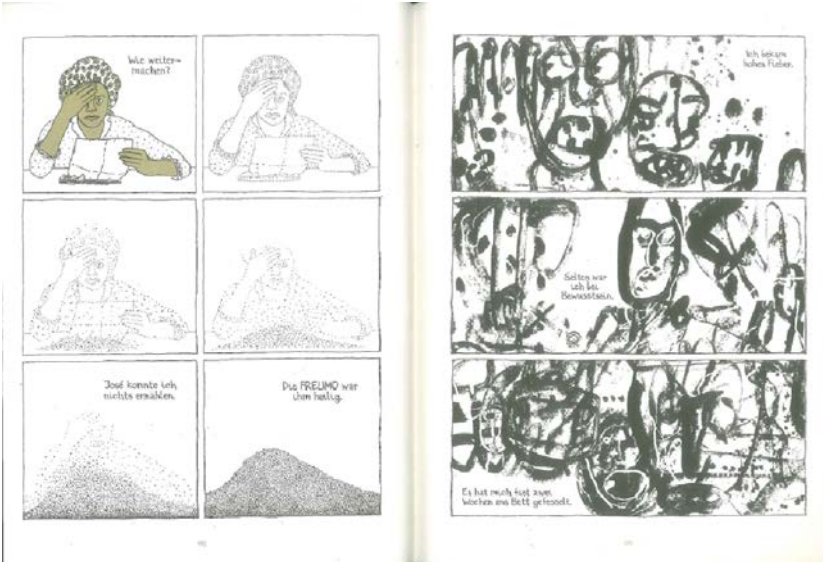 Wie weiter=
machen?
José konnte ich
nichts erzählen.
Die FRELIMO war
ihm heilig.
Ich bekam
hohes Fieber.
Selten war
ich bei
Bewusstsein.
Es hat mich fast zwei
Wochen ans Bett gefesselt.